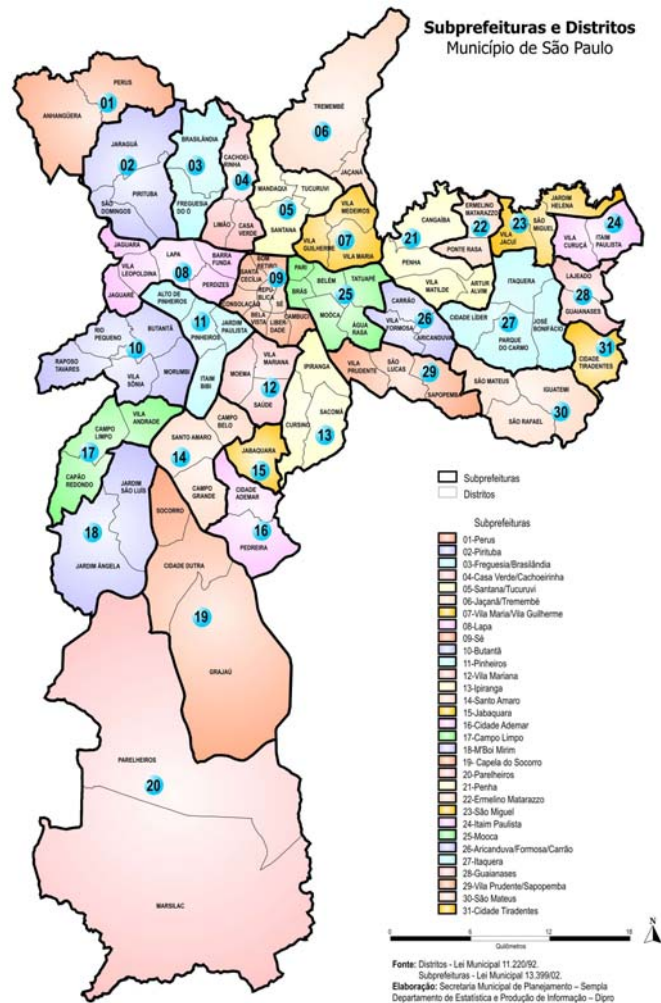 Subprefeituras e Distritos
Município de São Paulo
PERUS
01
ANHANGÜERA
JARAGUÁ
02
PIRITUBA
SÃO
DOMINGOS
BRASILÂNDIA
03
FREGUESIA
DO Ó
CACHOEI-
RINHA
04
LIMÃO
CASA
VERDE
MANDAQUI
TUCURUVI
05
SANTANA
TREMEMBÉ
06
JAÇANÃ
VILA
MEDEIROS
07
VILA
GUILHERME
VILA MARIA
CANGAÍBA
21
PENHA
VILA
MATILDE
ARTUR
ALVIM
ERMELINO
MATARAZZO
22
PONTE RASA
23
VILA
JACUÍ
SÃO
MIGUEL
JARDIM
HELENA
24
VILA
CURUÇÁ
ITAIM
PAULISTA
JAGUARA
VILA
LEOPOLDINA
JAGUARÉ
LAPA
08
BARRA
FUNDA
PERDIZES
BOM
RETIRO
09
SANTA
CECÍLIA
REPÚ
BLICA
SÉ
CONSOLAÇÃO
BELA
VISTA
LIBER-
DADE
CAMBUCI
PARI
BRÁS
BELÉM
TATUAPÉ
25
MOÓCA
ÁGUA
RASA
CARRÃO
26
VILA
FORMOSA
ARICANDUVA
ITAQUERA
CIDADE LÍDER
27
JOSÉ
BONIFÁCIO
PARQUE
DO CARMO
LAJEADO
28
GUAIANASES
31
CIDADE
TIRADENTES
ALTO DE
PINHEIROS
11
PINHEIROS
JARDIM
PAULISTA
ITAIM
BIBI
RIO
PEQUENO
BUTANTÃ
10
RAPOSO
TAVARES
VILA
SÔNIA
MORUMBI
VILA
MARIANA
MOEMA
12
SAÚDE
IPIRANGA
SACOMÃ
CURSINO
13
VILA
PRUDENTE
SÃO
LUCAS
29
SAPOPEMBA
SÃO MATEUS
IGUATEMI
30
SÃO RAFAEL
VILA
ANDRADE
CAMPO
LIMPO
17
CAPÃO
REDONDO
CAMPO
BELO
SANTO AMARO
14
CAMPO
GRANDE
JABAQUARA
15
CIDADE
ADEMAR
16
PEDREIRA
JARDIM
SÃO LUÍS
18
JARDIM ÂNGELA
SOCORRO
CIDADE DUTRA
19
GRAJAÚ
PARELHEIROS
20
MARSILAC
Subprefeituras
Distritos
Subprefeituras
01-Perus
02-Pirituba
03-Freguesia/Brasilândia
04-Casa Verde/Cachoeirinha
05-Santana/Tucuruvi
06-Jaçanã/Tremembé
07-Vila Maria/Vila Guilherme
08-Lapa
09-Sé
10-Butantã
11-Pinheiros
12-Vila Mariana
13-Ipiranga
14-Santo Amaro
15-Jabaquara
16-Cidade Ademar
17-Campo Limpo
18-M'Boi Mirim
19- Capela do Socorro
20-Parelheiros
21-Penha
22-Ermelino Matarazzo
23-São Miguel
24-Itaim Paulista
25-Mooca
26-Aricanduva/Formosa/Carrão
27-Itaquera
28-Guaianases
29-Vila Prudente/Sapopemba
30-São Mateus
31-Cidade Tiradentes
N
0 6 12 18
Quilômetros
Fonte: Distritos - Lei Municipal 11.220/92.
Subprefeituras - Lei Municipal 13.399/02.
Elaboração: Secretaria Municipal de Planejamento – Sempla
Departamento de Estatística e Produção de Informação – Dipro